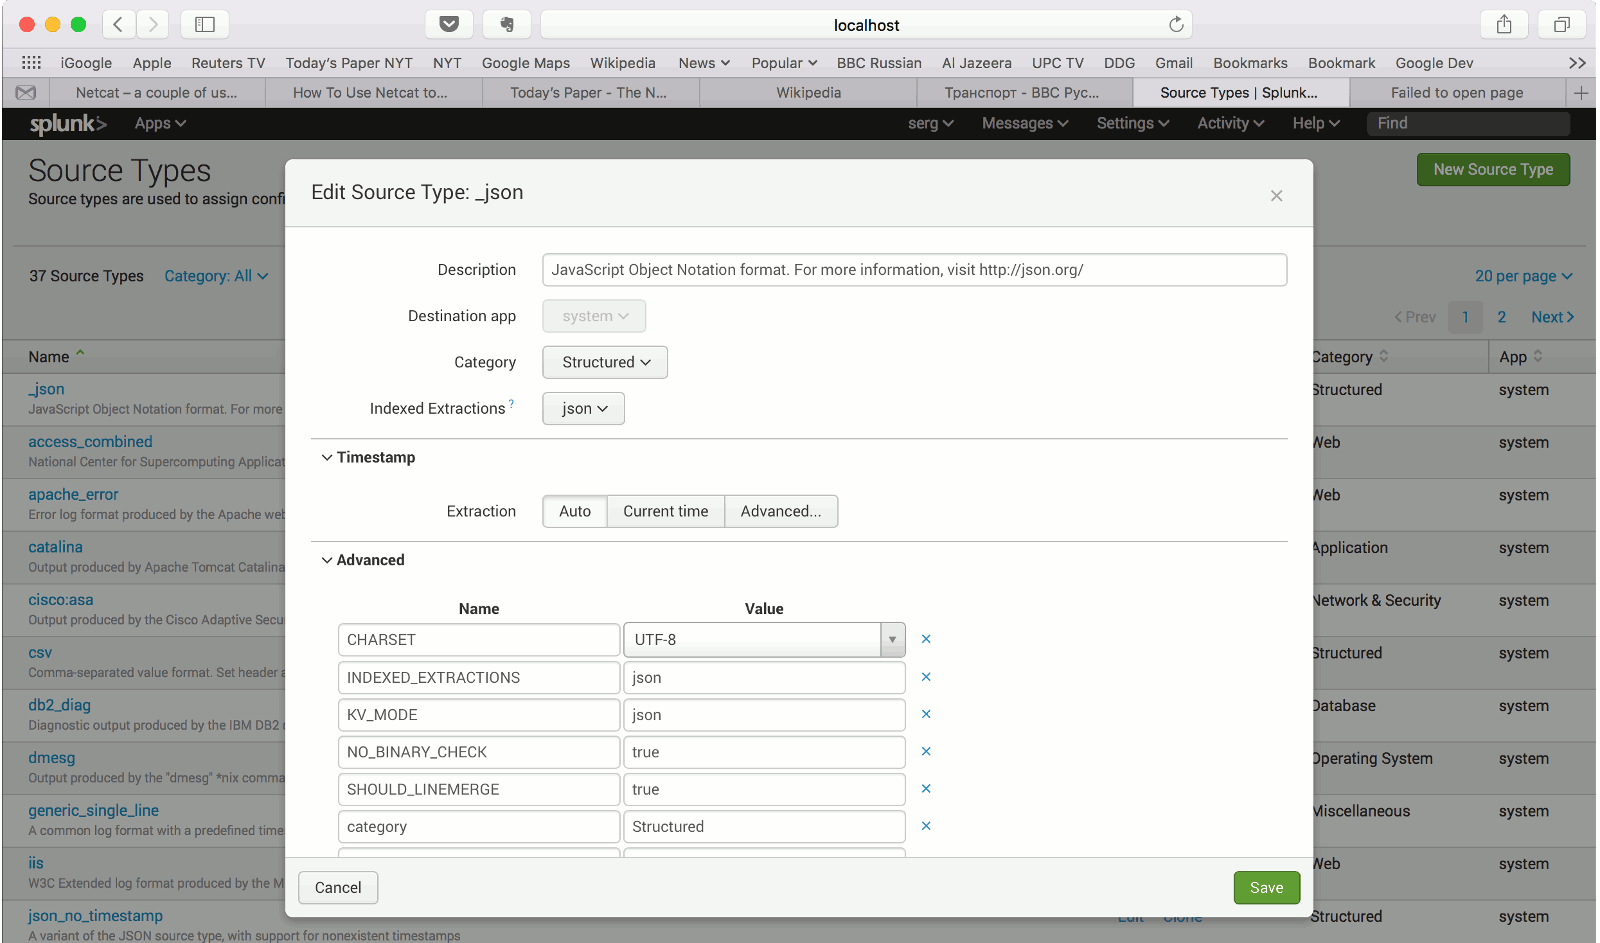 localhost
iGoogle Apple Reuters TV Today's Paper NYT NYT Google Maps Wikipedia News Popular BBC Russian Al Jazeera UPC TV DDG Gmail Bookmarks Bookmark Google Dev
Netcat – a couple of us... How To Use Netcat to... Today's Paper - The N... Wikipedia Транспорт - BBC Рус... Source Types | Splunk... Failed to open page
splunk> Apps serg Messages Settings Activity Help Find
Source Types
New Source Type
Source types are used to assign confi
Edit Source Type: _json
37 Source Types Category: All
20 per page
Prev 1 2 Next
Name Category App
_json Structured system
JavaScript Object Notation format. For more
access_combined Web system
National Center for Supercomputing Applicat
apache_error Web system
Error log format produced by the Apache web
catalina Application system
Output produced by Apache Tomcat Catalina
cisco:asa Network & Security system
Output produced by the Cisco Adaptive Secu
csv Structured system
Comma-separated value format. Set header a
db2_diag Database system
Diagnostic output produced by the IBM DB2
dmesg Operating System system
Output produced by the "dmesg" *nix comma
generic_single_line Miscellaneous system
A common log format with a predefined time
iis Web system
W3C Extended log format produced by the M
json_no_timestamp Edit Clone Structured system
A variant of the JSON source type, with support for nonexistent timestamps
Description JavaScript Object Notation format. For more information, visit http://json.org/
Destination app system
Category Structured
Indexed Extractions ? json
Timestamp
Extraction Auto Current time Advanced...
Advanced
Name Value
CHARSET UTF-8
INDEXED_EXTRACTIONS json
KV_MODE json
NO_BINARY_CHECK true
SHOULD_LINEMERGE true
category Structured
Cancel Save